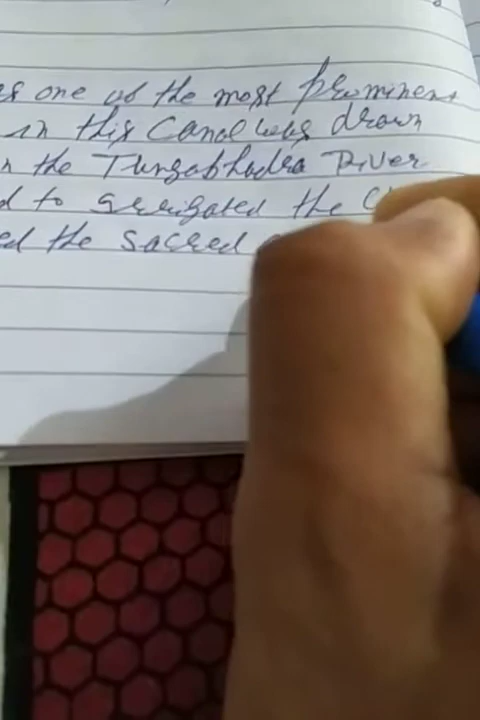 one of the most prominent
in this Canal was drawn
the Tungabhadra River
to irrigated the
the sacred